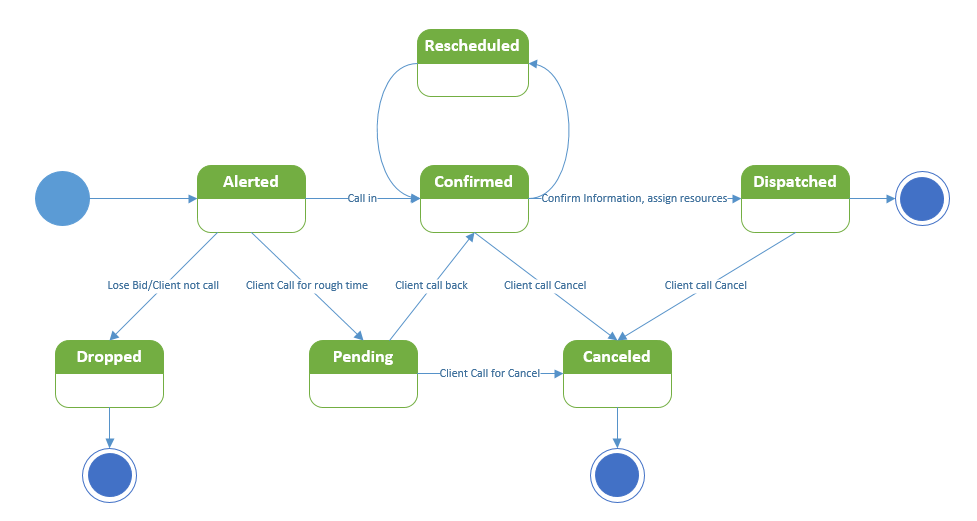 Rescheduled
Alerted
Confirmed
Dispatched
Call in
Confirm Information, assign resources
Lose Bid/Client not call
Client Call for rough time
Client call back
Client call Cancel
Client call Cancel
Dropped
Pending
Canceled
Client Call for Cancel